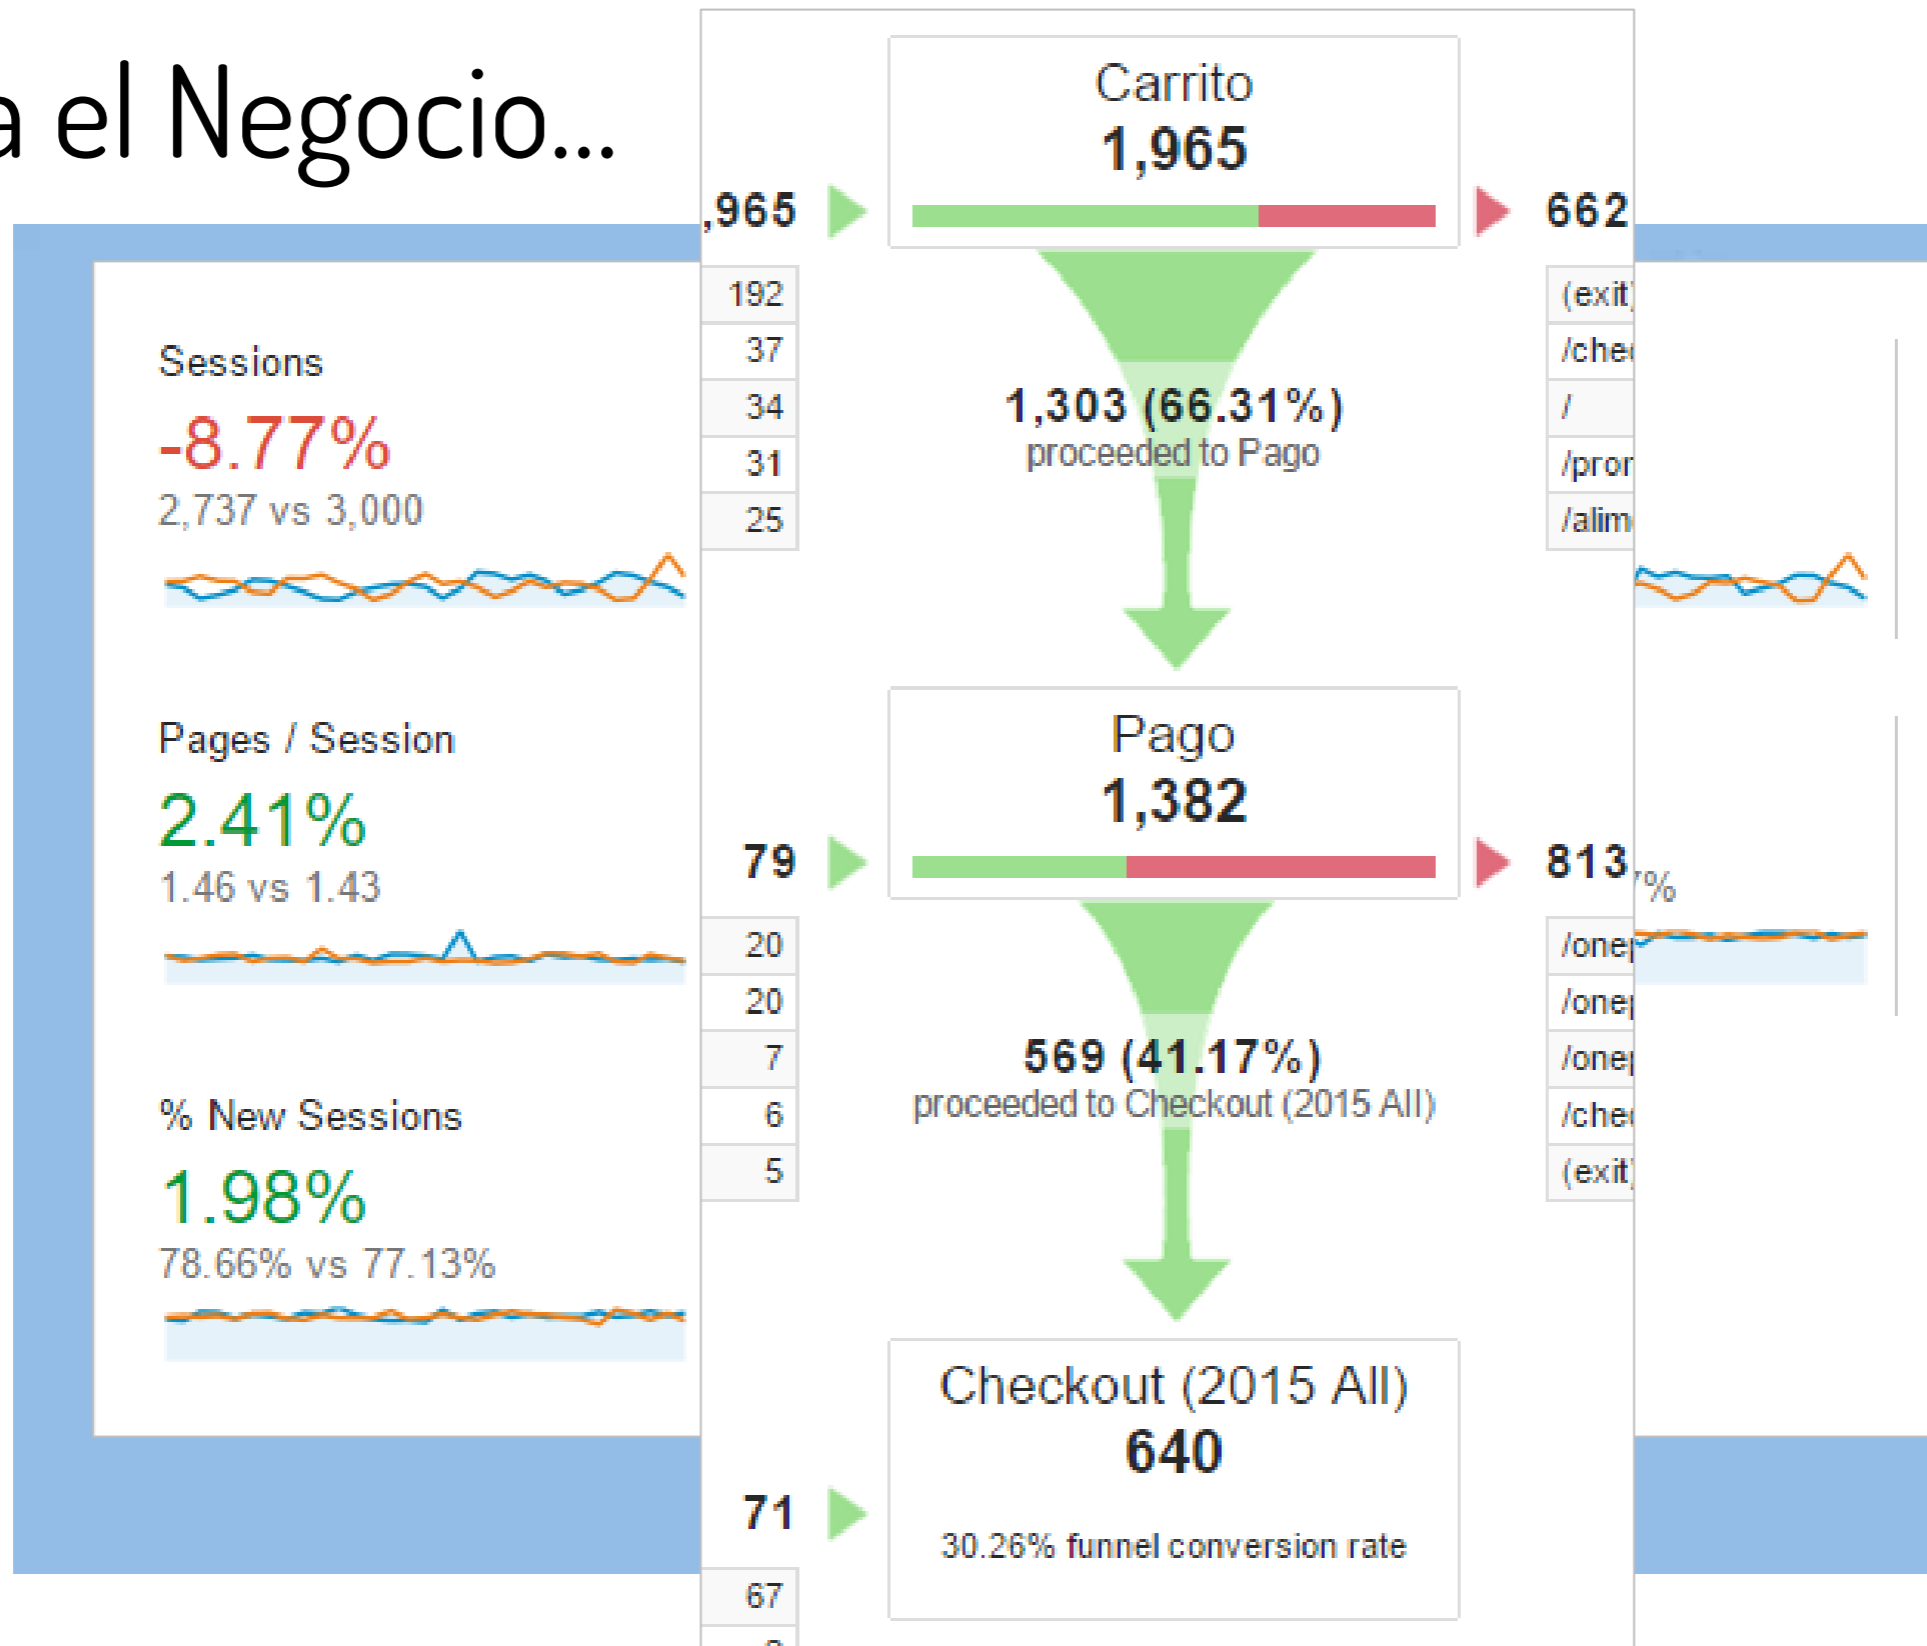 a el Negocio...
Sessions
-8.77%
2,737 vs 3,000
Pages / Session
2.41%
1.46 vs 1.43
% New Sessions
1.98%
78.66% vs 77.13%
Carrito
1,965
,965
662
192
37
34
31
25
(exit)
/che
/
/pro
/alim
1,303 (66.31%)
proceeded to Pago
Pago
1,382
79
813
20
20
7
6
5
/one
/one
/one
/che
(exit)
%
569 (41.17%)
proceeded to Checkout (2015 All)
Checkout (2015 All)
640
71
30.26% funnel conversion rate
67